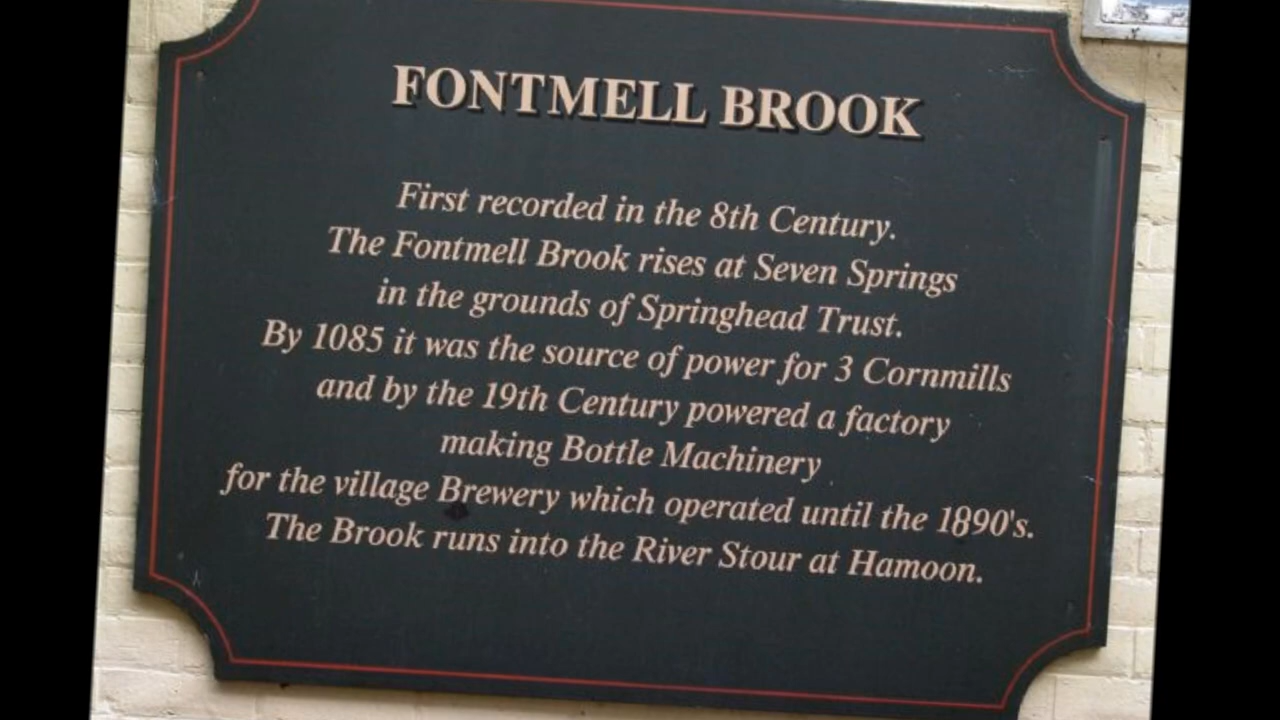 FONTMELL BROOK
First recorded in the 8th Century.
The Fontmell Brook rises at Seven Springs
in the grounds of Springhead Trust.
By 1085 it was the source of power for 3 Cornmills
and by the 19th Century powered a factory
making Bottle Machinery
for the village Brewery which operated until the 1890's.
The Brook runs into the River Stour at Hamoon.